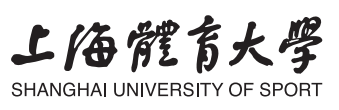 上海體育大學
SHANGHAI UNIVERSITY OF SPORT